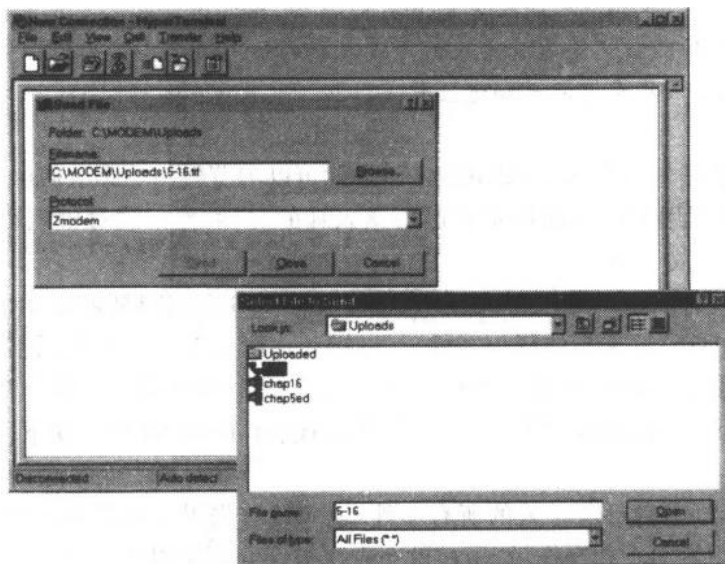 New Connection - HyperTerminal
File Edit View Call Transfer Help
Send File
Folder: C:\MODEM\Uploads
Filename:
C:\MODEM\Uploads\5-16.tif
Browse...
Protocol:
Zmodem
Send Close Cancel
Select File to Send
Look in: Uploads
Uploaded
chap16
chap5ed
Disconnected Auto detect
File name: 5-16 Open
Files of type: All Files (*.*) Cancel